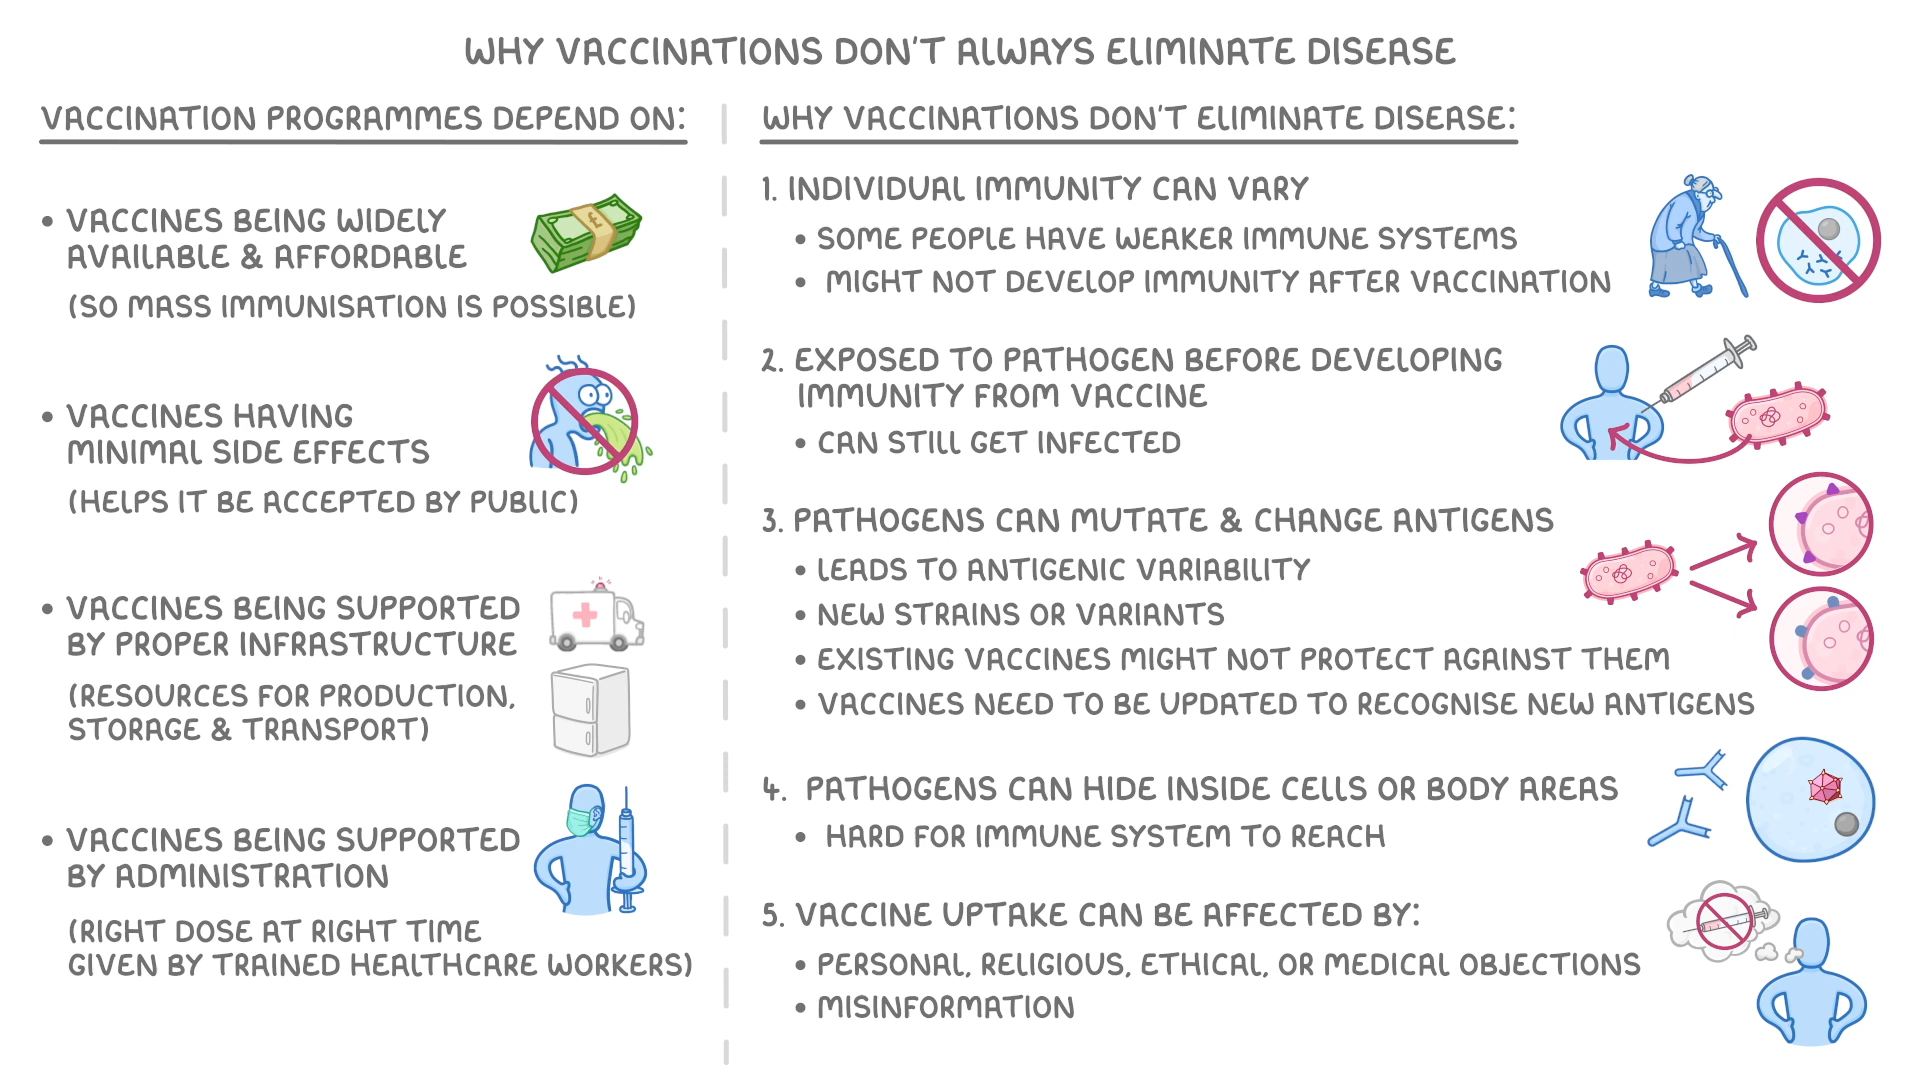 WHY VACCINATIONS DON'T ALWAYS ELIMINATE DISEASE
VACCINATION PROGRAMMES DEPEND ON:
• VACCINES BEING WIDELY
AVAILABLE & AFFORDABLE
(SO MASS IMMUNISATION IS POSSIBLE)
• VACCINES HAVING
MINIMAL SIDE EFFECTS
(HELPS IT BE ACCEPTED BY PUBLIC)
• VACCINES BEING SUPPORTED
BY PROPER INFRASTRUCTURE
(RESOURCES FOR PRODUCTION,
STORAGE & TRANSPORT)
• VACCINES BEING SUPPORTED
BY ADMINISTRATION
(RIGHT DOSE AT RIGHT TIME
GIVEN BY TRAINED HEALTHCARE WORKERS)
WHY VACCINATIONS DON'T ELIMINATE DISEASE:
1. INDIVIDUAL IMMUNITY CAN VARY
• SOME PEOPLE HAVE WEAKER IMMUNE SYSTEMS
• MIGHT NOT DEVELOP IMMUNITY AFTER VACCINATION
2. EXPOSED TO PATHOGEN BEFORE DEVELOPING
IMMUNITY FROM VACCINE
• CAN STILL GET INFECTED
3. PATHOGENS CAN MUTATE & CHANGE ANTIGENS
• LEADS TO ANTIGENIC VARIABILITY
• NEW STRAINS OR VARIANTS
• EXISTING VACCINES MIGHT NOT PROTECT AGAINST THEM
• VACCINES NEED TO BE UPDATED TO RECOGNISE NEW ANTIGENS
4. PATHOGENS CAN HIDE INSIDE CELLS OR BODY AREAS
• HARD FOR IMMUNE SYSTEM TO REACH
5. VACCINE UPTAKE CAN BE AFFECTED BY:
• PERSONAL, RELIGIOUS, ETHICAL, OR MEDICAL OBJECTIONS
• MISINFORMATION